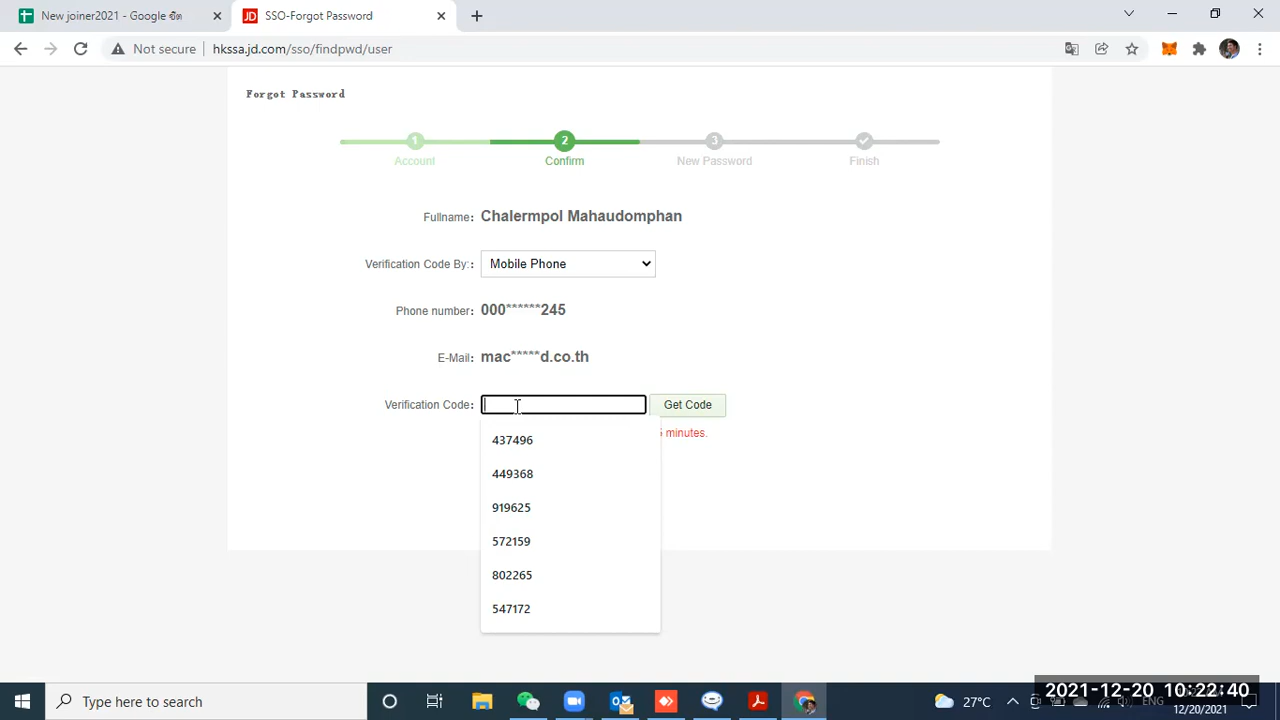 New joiner2021 - Google ชีต
JD SSO-Forgot Password
Not secure hkssa.jd.com/sso/findpwd/user
Forgot Password
1 2 3
Account Confirm New Password Finish
Fullname: Chalermpol Mahaudomphan
Verification Code By:: Mobile Phone
Phone number: 000******245
E-Mail: mac*****d.co.th
Verification Code: Get Code
minutes.
437496
449368
919625
572159
802265
547172
Type here to search
27°C
ENG
2021-12-20 10:22:40
12/20/2021